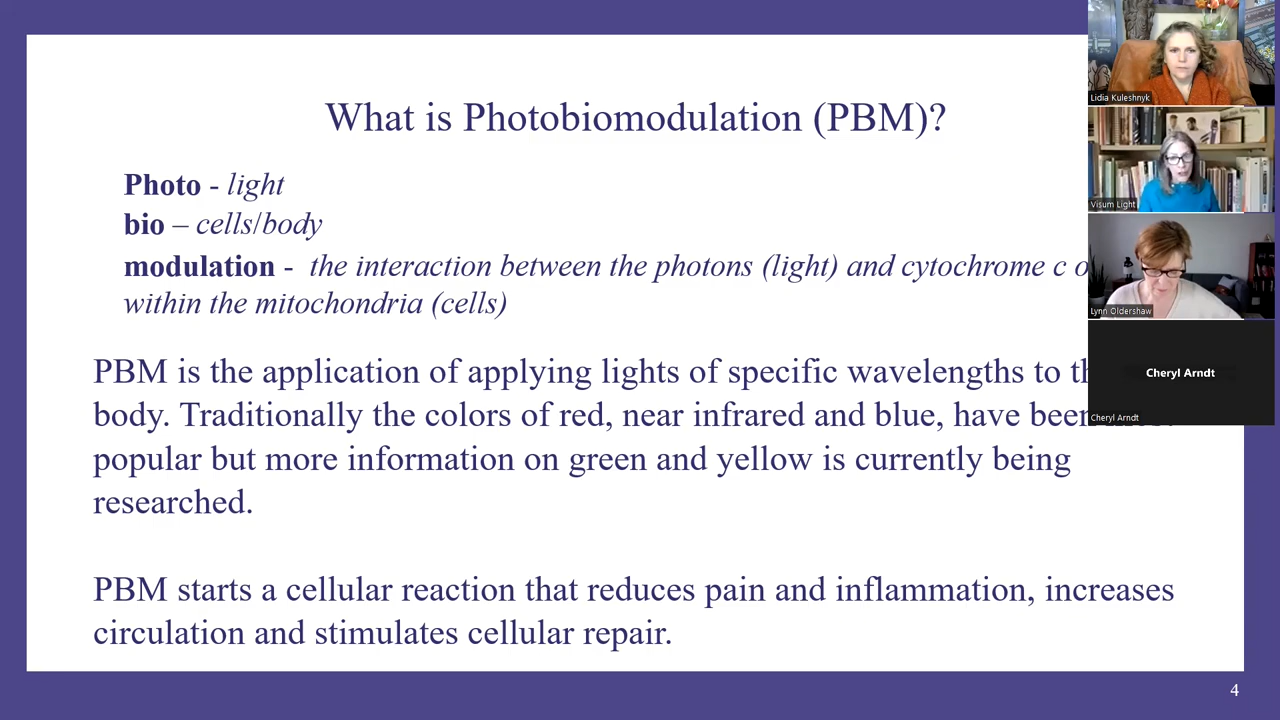 What is Photobiomodulation (PBM)?
Photo - light
bio – cells/body
modulation - the interaction between the photons (light) and cytochrome c
within the mitochondria (cells)
PBM is the application of applying lights of specific wavelengths to
body. Traditionally the colors of red, near infrared and blue, have been
popular but more information on green and yellow is currently being
researched.
PBM starts a cellular reaction that reduces pain and inflammation, increases
circulation and stimulates cellular repair.
4
Lidia Kuleshnyk
Visum Light
Lynn Oldershaw
Cheryl Arndt
Cheryl Arndt